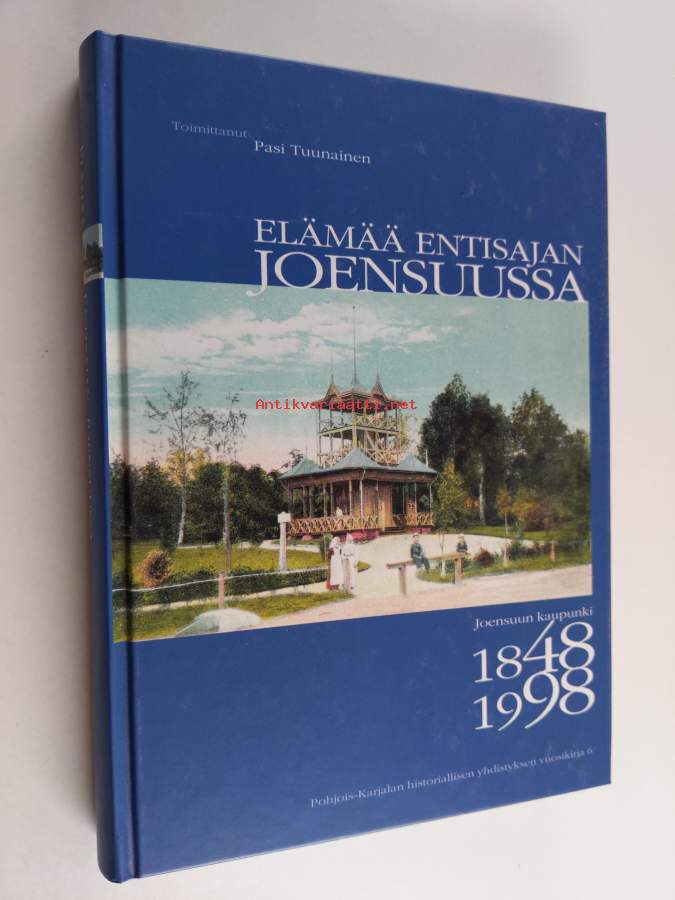 Toimittanut
Pasi Tuunainen
ELÄMÄÄ ENTISAJAN
JOENSUUSSA
Antikvariaatti.net
Joensuun kaupunki
1848
1998
Pohjois-Karjalan historiallisen yhdistyksen vuosikirja 6